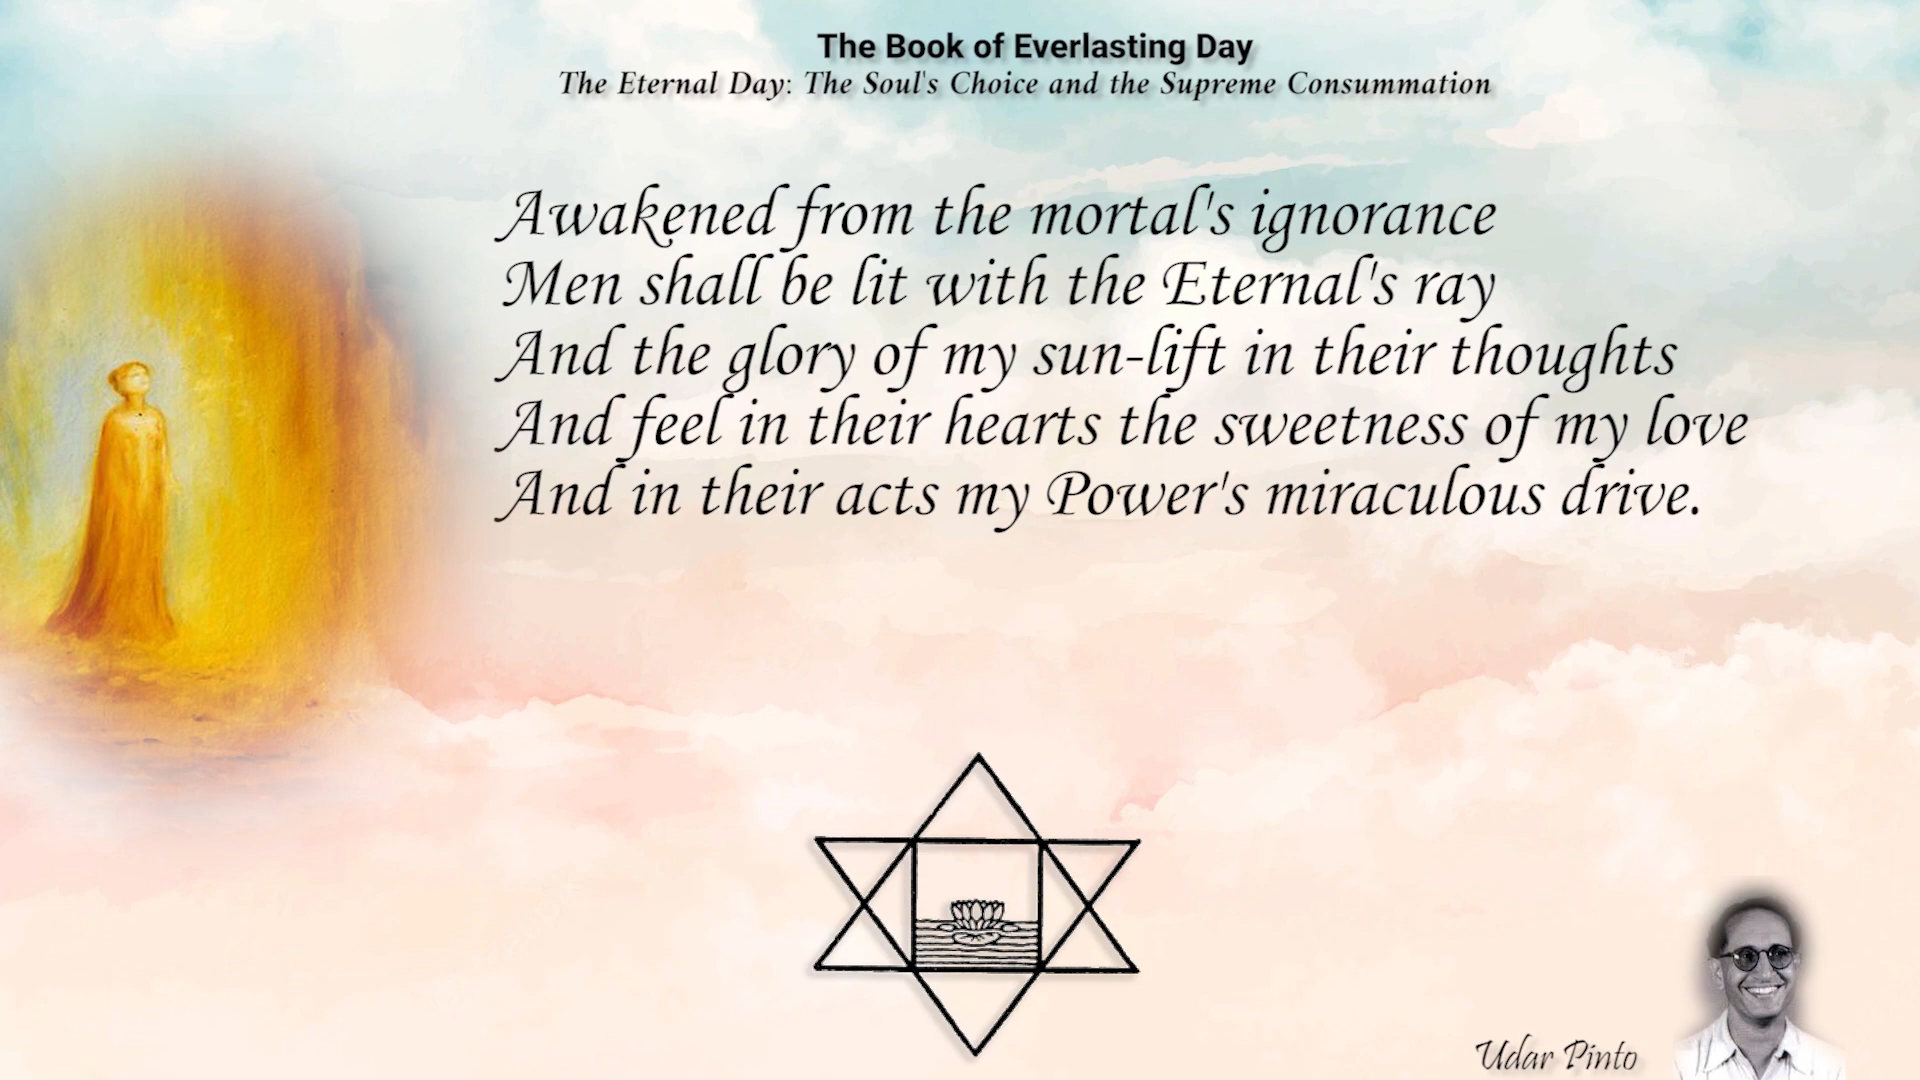 The Book of Everlasting Day
The Eternal Day: The Soul's Choice and the Supreme Consummation
Awakened from the mortal's ignorance
Men shall be lit with the Eternal's ray
And the glory of my sun-lift in their thoughts
And feel in their hearts the sweetness of my love
And in their acts my Power's miraculous drive.
Udar Pinto